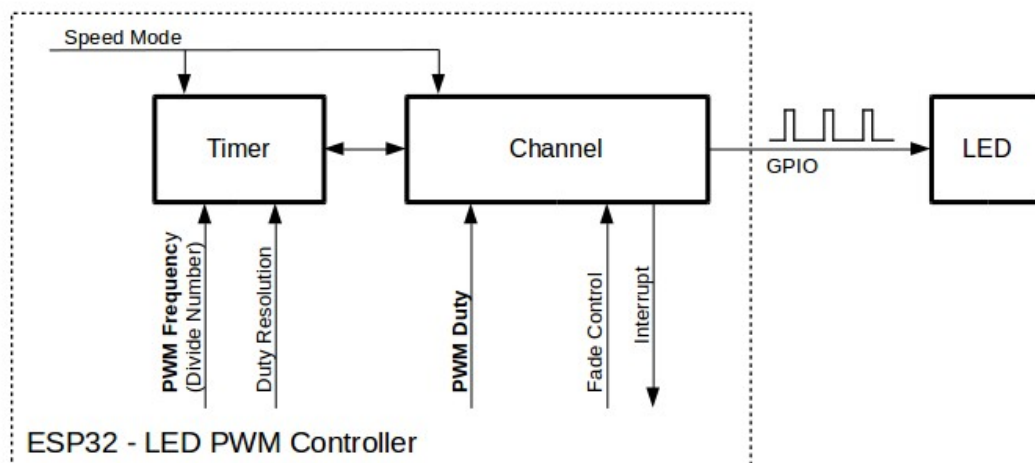 Speed Mode
Timer
Channel
GPIO
LED
PWM Frequency
(Divide Number)
Duty Resolution
PWM Duty
Fade Control
Interrupt
ESP32 - LED PWM Controller